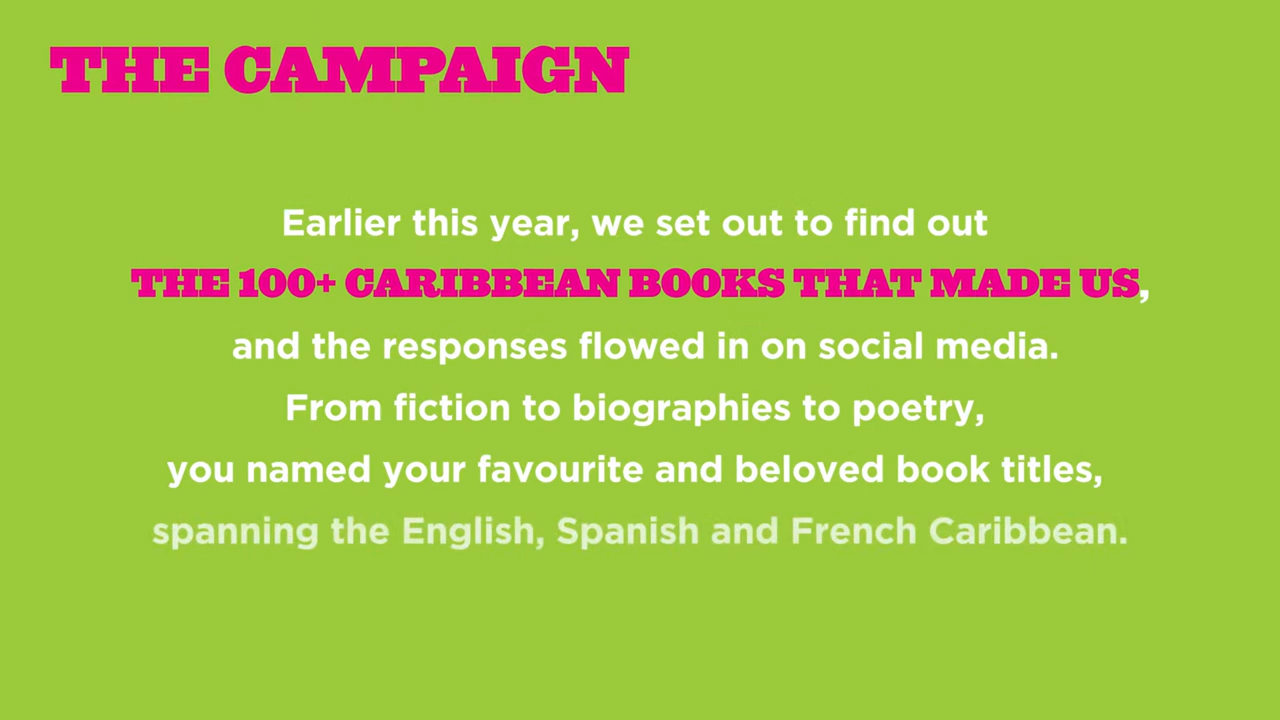 THE CAMPAIGN
Earlier this year, we set out to find out
THE 100+ CARIBBEAN BOOKS THAT MADE US,
and the responses flowed in on social media.
From fiction to biographies to poetry,
you named your favourite and beloved book titles,
spanning the English, Spanish and French Caribbean.